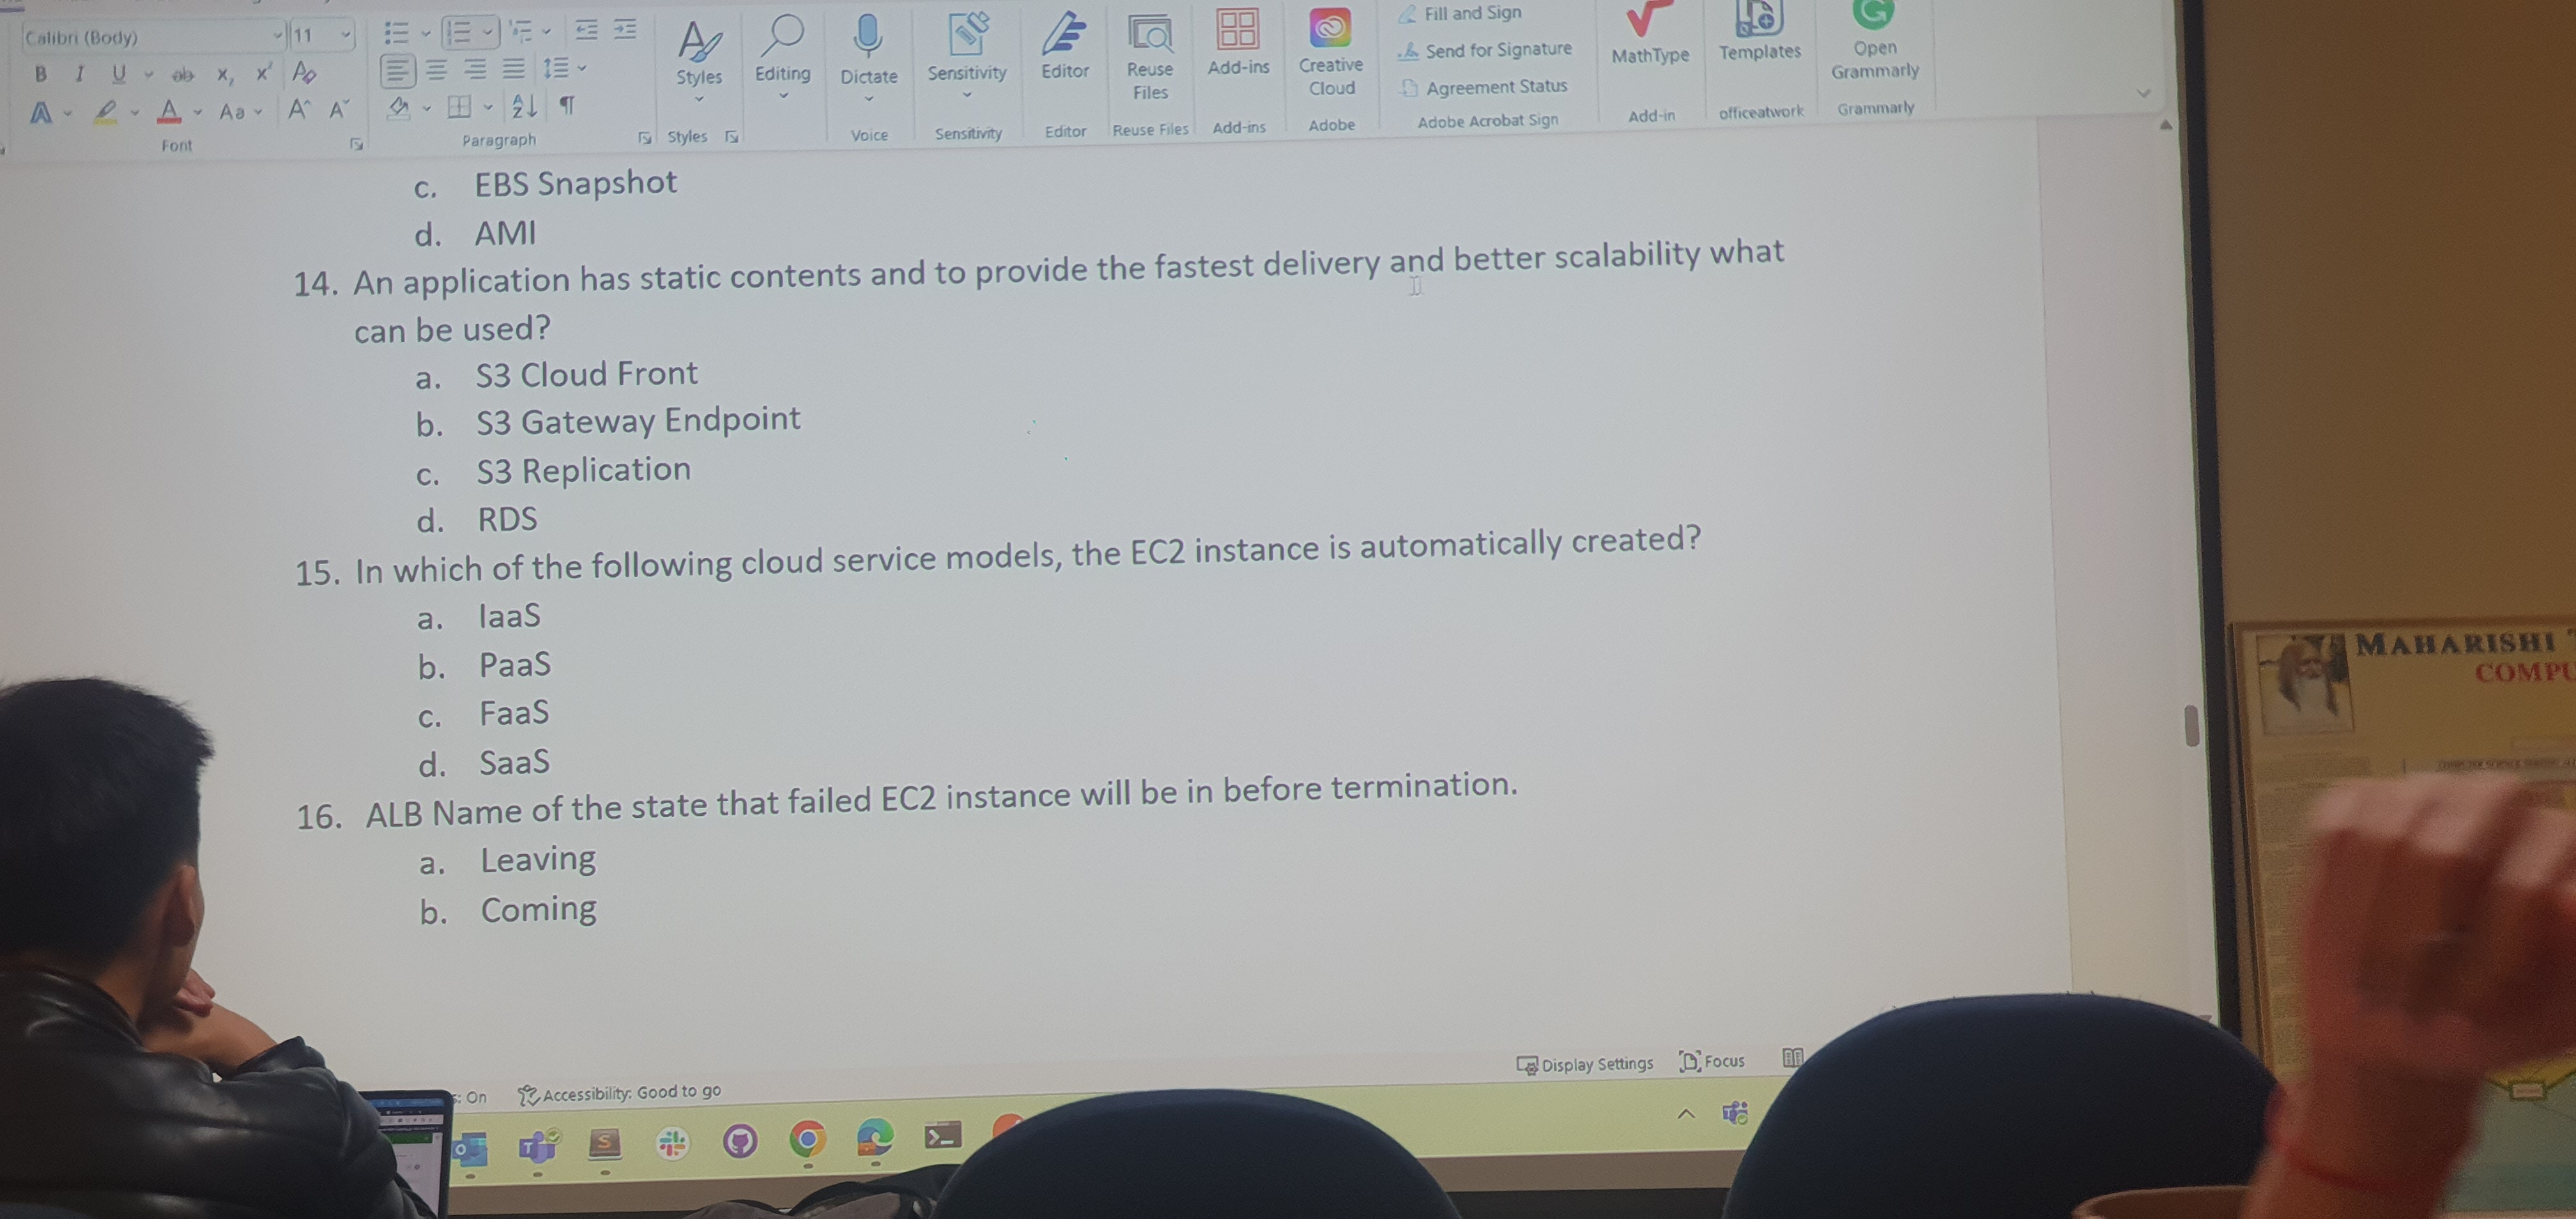 Calibri (Body) 11
B I U ab x, x² A
A A Aa A^ Aˇ
Font
Paragraph
Styles
Styles
Editing
Dictate
Voice
Sensitivity
Sensitivity
Editor
Editor
Reuse
Files
Reuse Files
Add-ins
Add-ins
Creative
Cloud
Adobe
Fill and Sign
Send for Signature
Agreement Status
Adobe Acrobat Sign
MathType
Add-in
Templates
officeatwork
Open
Grammarly
Grammarly
c. EBS Snapshot
d. AMI
14. An application has static contents and to provide the fastest delivery and better scalability what
can be used?
a. S3 Cloud Front
b. S3 Gateway Endpoint
c. S3 Replication
d. RDS
15. In which of the following cloud service models, the EC2 instance is automatically created?
a. IaaS
b. PaaS
c. FaaS
d. SaaS
16. ALB Name of the state that failed EC2 instance will be in before termination.
a. Leaving
b. Coming
MAHARISHI
: On Accessibility: Good to go
Display Settings Focus